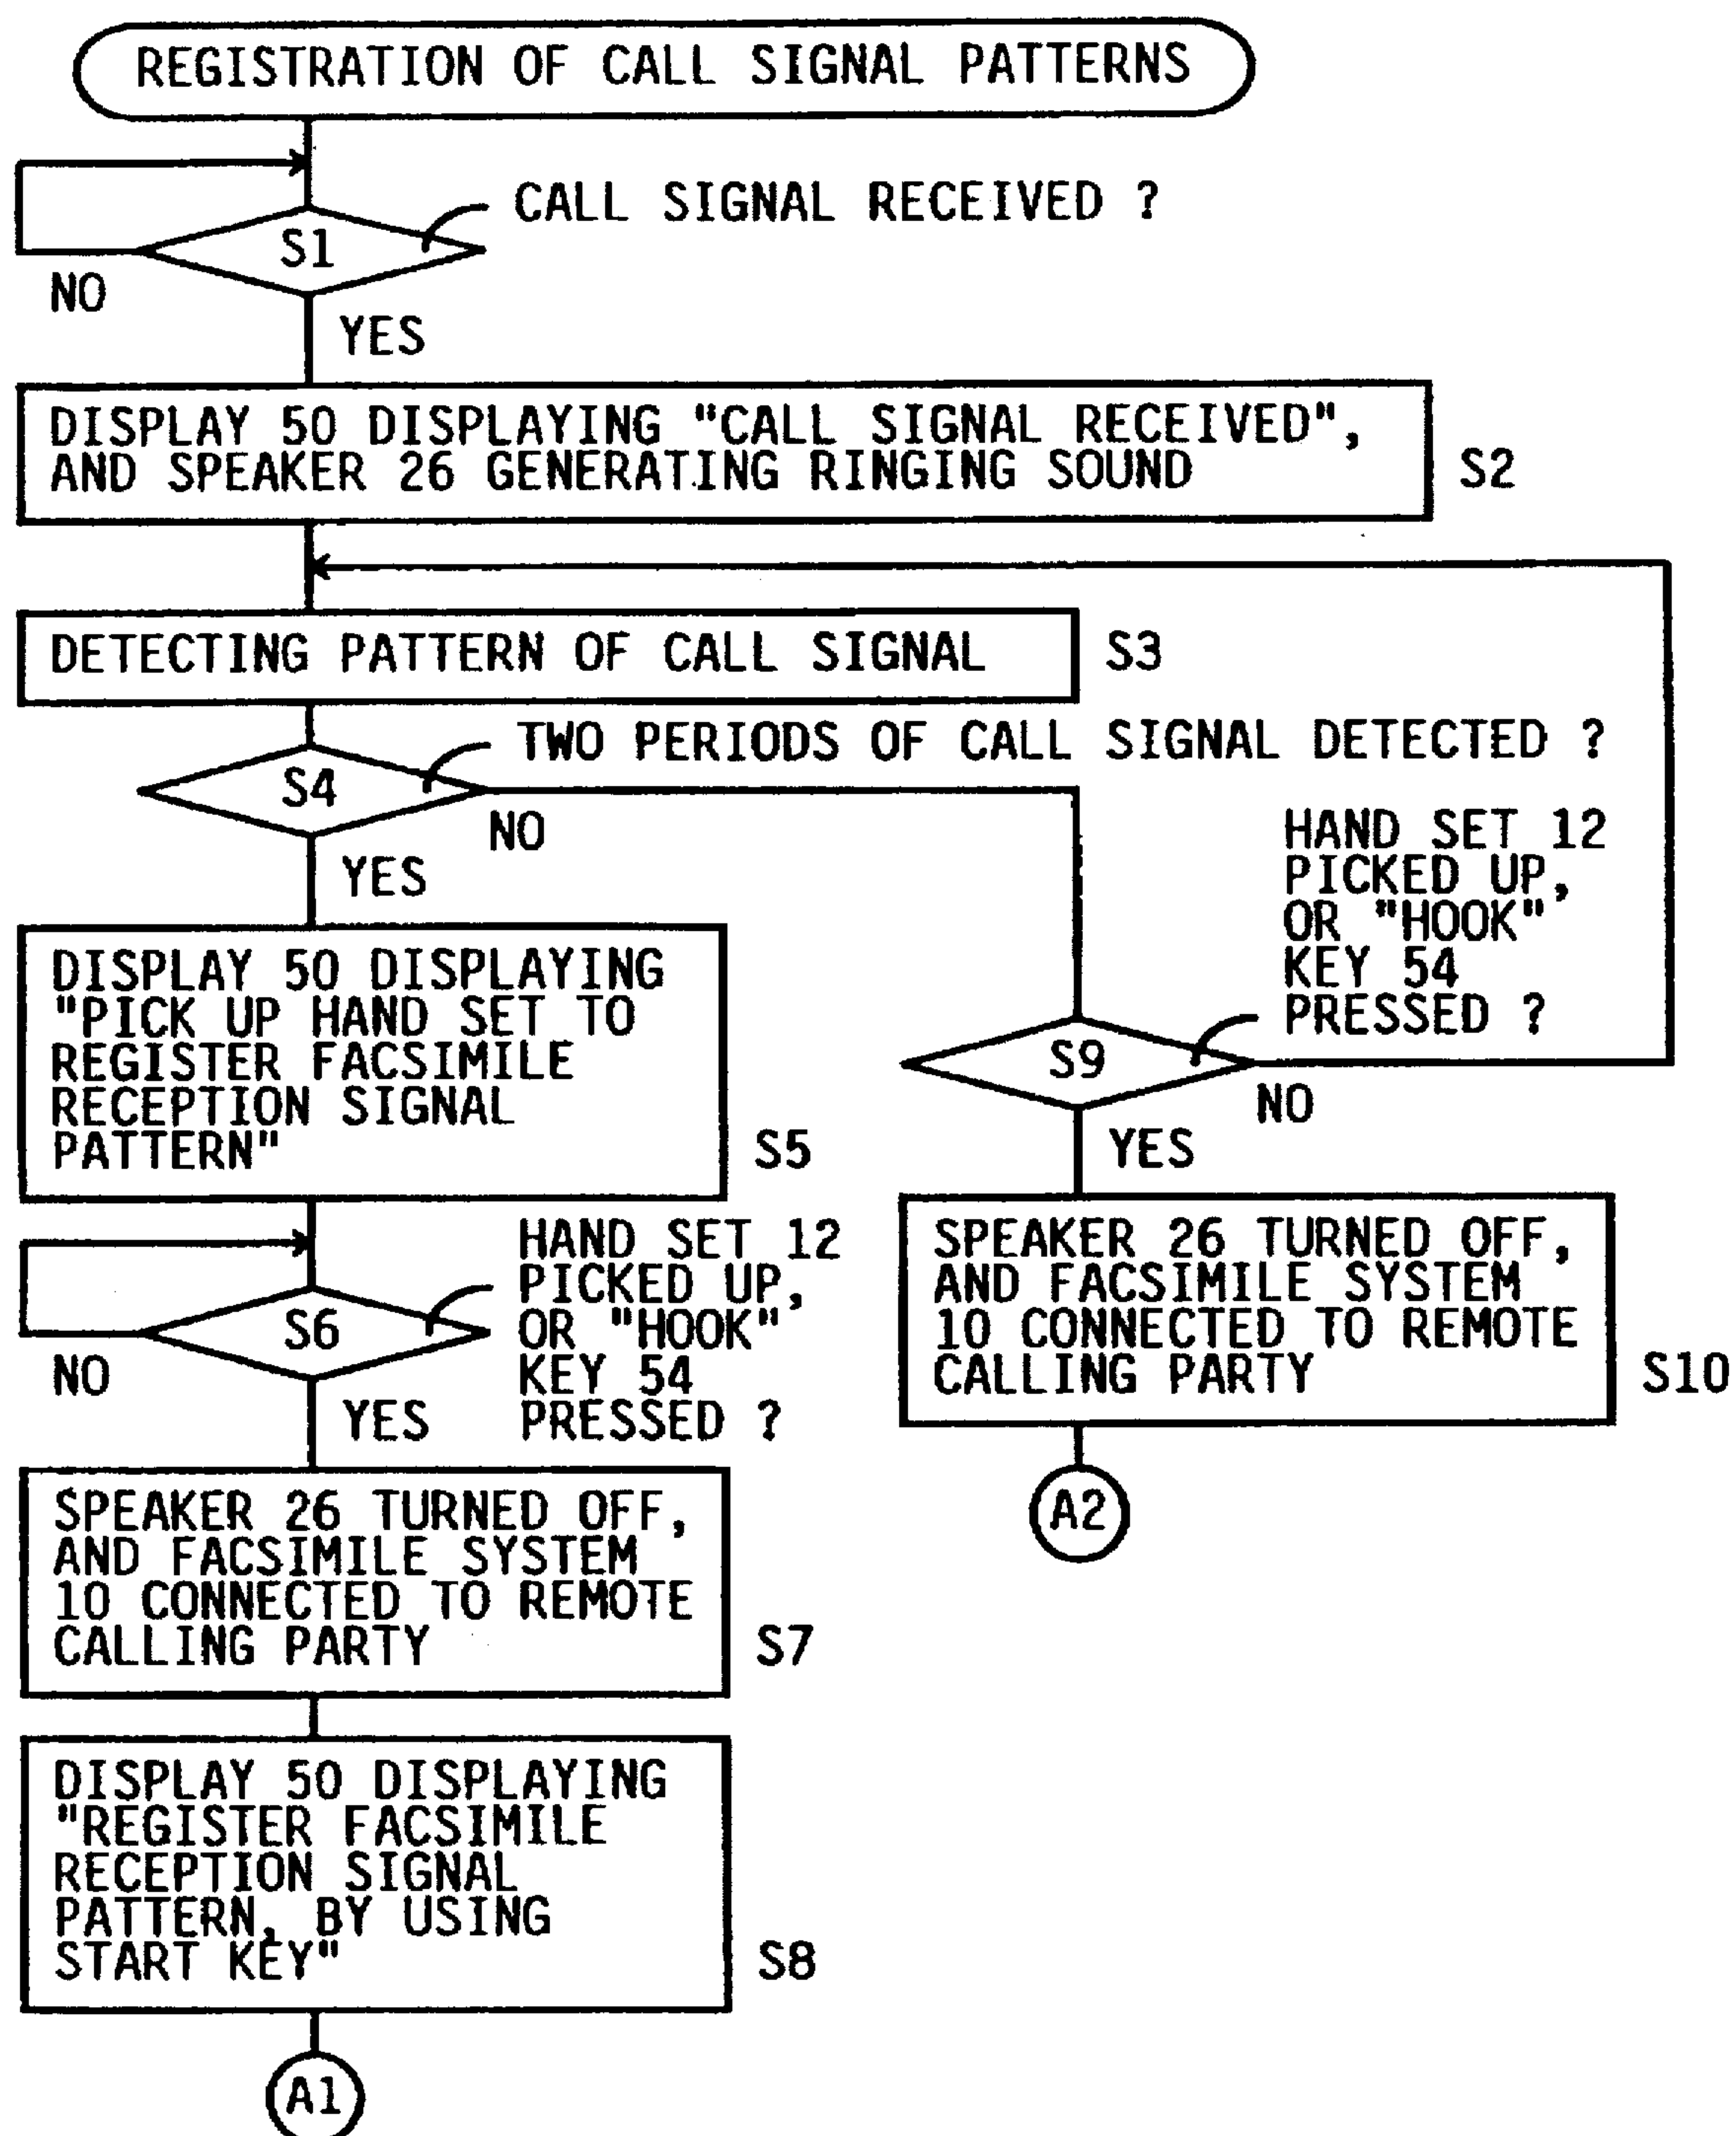 REGISTRATION OF CALL SIGNAL PATTERNS
CALL SIGNAL RECEIVED ?
S1
NO
YES
DISPLAY 50 DISPLAYING "CALL SIGNAL RECEIVED",
AND SPEAKER 26 GENERATING RINGING SOUND
S2
DETECTING PATTERN OF CALL SIGNAL
S3
TWO PERIODS OF CALL SIGNAL DETECTED ?
S4
NO
YES
DISPLAY 50 DISPLAYING
"PICK UP HAND SET TO
REGISTER FACSIMILE
RECEPTION SIGNAL
PATTERN"
S5
HAND SET 12
PICKED UP,
OR "HOOK"
KEY 54
PRESSED ?
S6
NO
YES
SPEAKER 26 TURNED OFF,
AND FACSIMILE SYSTEM
10 CONNECTED TO REMOTE
CALLING PARTY
S7
DISPLAY 50 DISPLAYING
"REGISTER FACSIMILE
RECEPTION SIGNAL
PATTERN, BY USING
START KEY"
S8
A1
HAND SET 12
PICKED UP,
OR "HOOK"
KEY 54
PRESSED ?
S9
NO
YES
SPEAKER 26 TURNED OFF,
AND FACSIMILE SYSTEM
10 CONNECTED TO REMOTE
CALLING PARTY
S10
A2